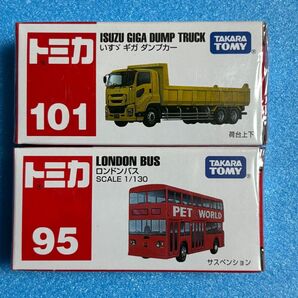 トミカ
101
ISUZU GIGA DUMP TRUCK
いすゞ ギガ ダンプカー
TAKARA
TOMY
荷台上下
トミカ
95
LONDON BUS
ロンドンバス
SCALE 1/130
TAKARA
TOMY
PET WORLD
サスペンション